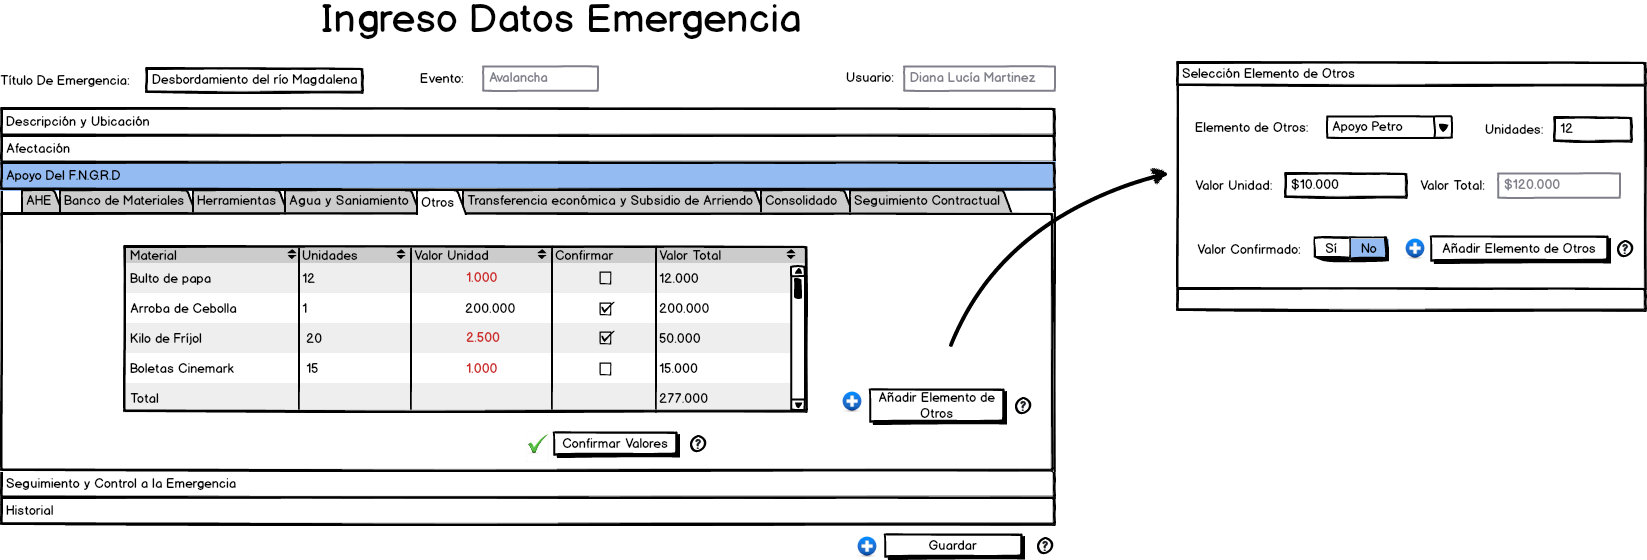 Ingreso Datos Emergencia
Título De Emergencia: Desbordamiento del río Magdalena Evento: Avalancha Usuario: Diana Lucía Martinez
Descripción y Ubicación
Afectación
Apoyo Del F.N.G.R.D
AHE Banco de Materiales Herramientas Agua y Saniamiento Otros Transferencia económica y Subsidio de Arriendo Consolidado Seguimiento Contractual
Material Unidades Valor Unidad Confirmar Valor Total
Bulto de papa 12 1.000 12.000
Arroba de Cebolla 1 200.000 200.000
Kilo de Fríjol 20 2.500 50.000
Boletas Cinemark 15 1.000 15.000
Total 277.000
Añadir Elemento de
Otros ?
Confirmar Valores ?
Seguimiento y Control a la Emergencia
Historial
Guardar ?
Selección Elemento de Otros
Elemento de Otros: Apoyo Petro Unidades: 12
Valor Unidad: $10.000 Valor Total: $120.000
Valor Confirmado: Sí No Añadir Elemento de Otros ?